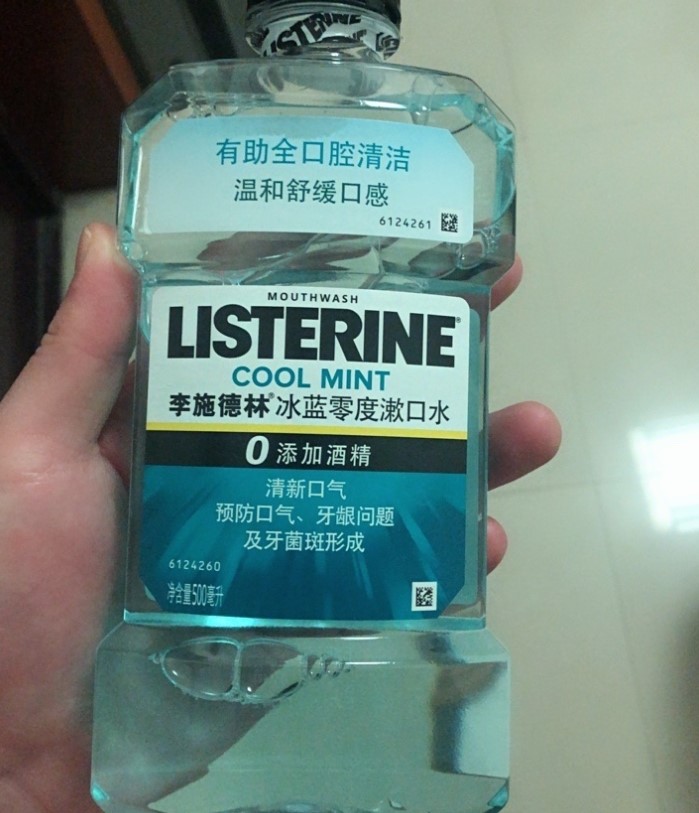 LISTERINE
有助全口腔清洁
温和舒缓口感
6124261
MOUTHWASH
LISTERINE®
COOL MINT
李施德林®冰蓝零度漱口水
0 添加酒精
清新口气
预防口气、牙龈问题
及牙菌斑形成
6124260
净含量500毫升